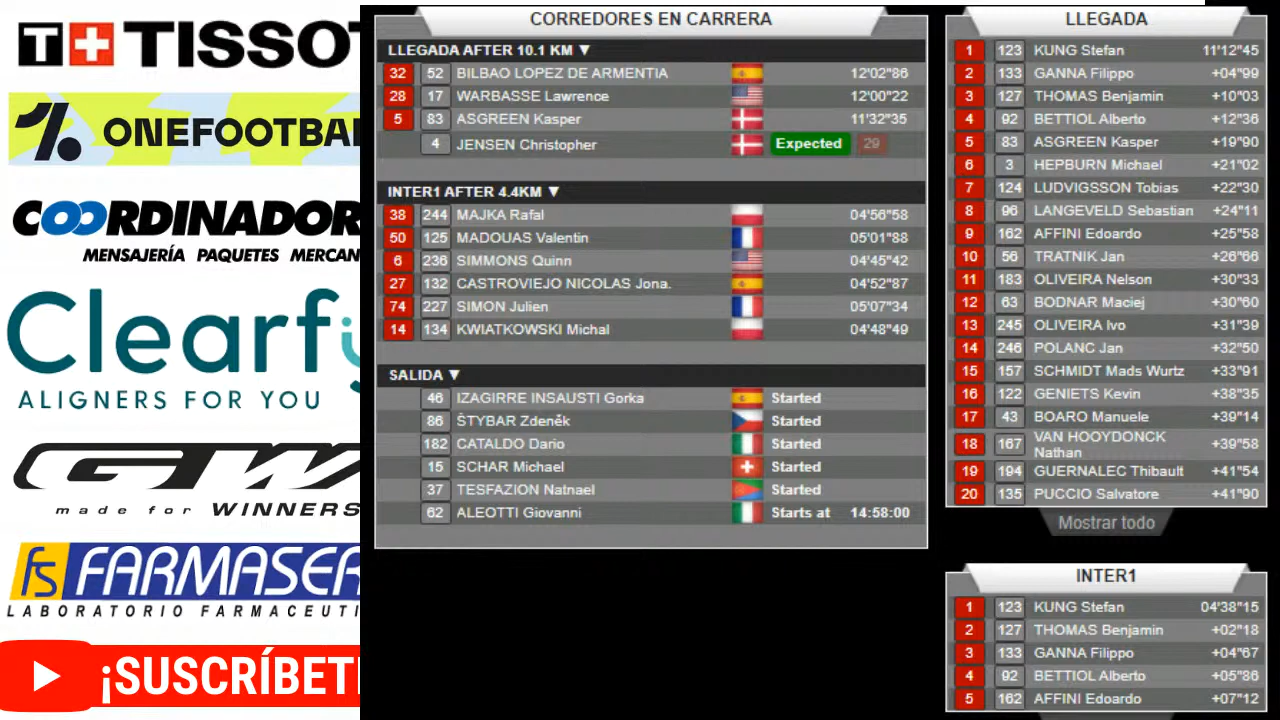 TISSOT
1. ONEFOOTBAL
COORDINADOR
MENSAJERÍA PAQUETES MERCAN
Clearfy
ALIGNERS FOR YOU
GW
made for WINNERS
fs FARMASER
LABORATORIO FARMACEUTI
¡SUSCRÍBETE
CORREDORES EN CARRERA
LLEGADA AFTER 10.1 KM ▼
32 52 BILBAO LOPEZ DE ARMENTIA 12'02"86
28 17 WARBASSE Lawrence 12'00"22
5 83 ASGREEN Kasper 11'32"35
4 JENSEN Christopher Expected 29
INTER1 AFTER 4.4KM ▼
38 244 MAJKA Rafal 04'56"58
50 125 MADOUAS Valentin 05'01"88
6 236 SIMMONS Quinn 04'45"42
27 132 CASTROVIEJO NICOLAS Jona. 04'52"87
74 227 SIMON Julien 05'07"34
14 134 KWIATKOWSKI Michal 04'48"49
SALIDA ▼
46 IZAGIRRE INSAUSTI Gorka Started
86 ŠTYBAR Zdeněk Started
182 CATALDO Dario Started
15 SCHAR Michael Started
37 TESFAZION Natnael Started
62 ALEOTTI Giovanni Starts at 14:58:00
LLEGADA
1 123 KUNG Stefan 11'12"45
2 133 GANNA Filippo +04"99
3 127 THOMAS Benjamin +10"03
4 92 BETTIOL Alberto +12"36
5 83 ASGREEN Kasper +19"90
6 3 HEPBURN Michael +21"02
7 124 LUDVIGSSON Tobias +22"30
8 96 LANGEVELD Sebastian +24"11
9 162 AFFINI Edoardo +25"58
10 56 TRATNIK Jan +26"66
11 183 OLIVEIRA Nelson +30"33
12 63 BODNAR Maciej +30"60
13 245 OLIVEIRA Ivo +31"39
14 246 POLANC Jan +32"50
15 157 SCHMIDT Mads Wurtz +33"91
16 122 GENIETS Kevin +38"35
17 43 BOARO Manuele +39"14
18 167 VAN HOOYDONCK Nathan +39"58
19 194 GUERNALEC Thibault +41"54
20 135 PUCCIO Salvatore +41"90
Mostrar todo
INTER1
1 123 KUNG Stefan 04'38"15
2 127 THOMAS Benjamin +02"18
3 133 GANNA Filippo +04"67
4 92 BETTIOL Alberto +05"86
5 162 AFFINI Edoardo +07"12